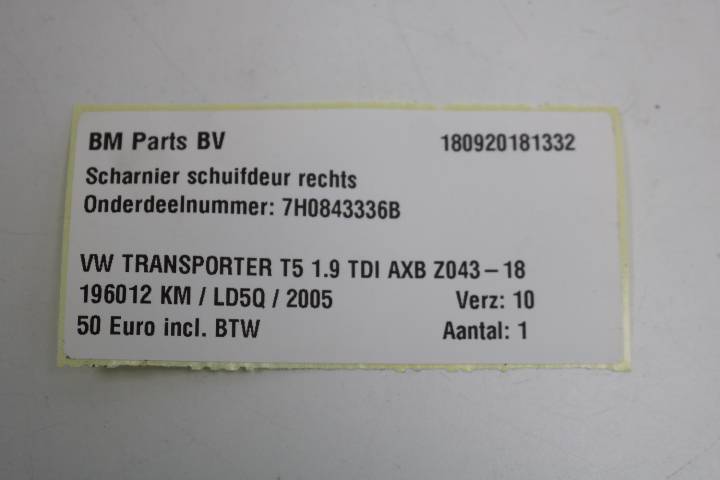 BM Parts BV 180920181332
Scharnier schuifdeur rechts
Onderdeelnummer: 7H0843336B
VW TRANSPORTER T5 1.9 TDI AXB Z043-18
196012 KM / LD5Q / 2005 Verz: 10
50 Euro incl. BTW Aantal: 1